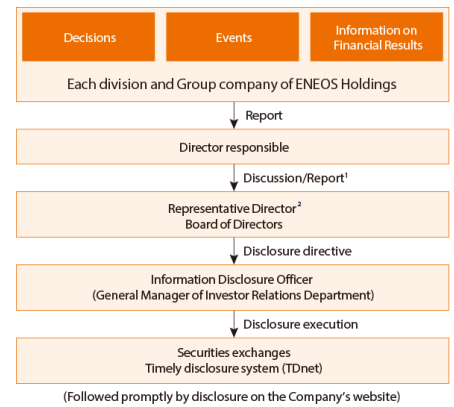 Decisions
Events
Information on
Financial Results
Each division and Group company of ENEOS Holdings
Report
Director responsible
Discussion/Report¹
Representative Director²
Board of Directors
Disclosure directive
Information Disclosure Officer
(General Manager of Investor Relations Department)
Disclosure execution
Securities exchanges
Timely disclosure system (TDnet)
(Followed promptly by disclosure on the Company's website)